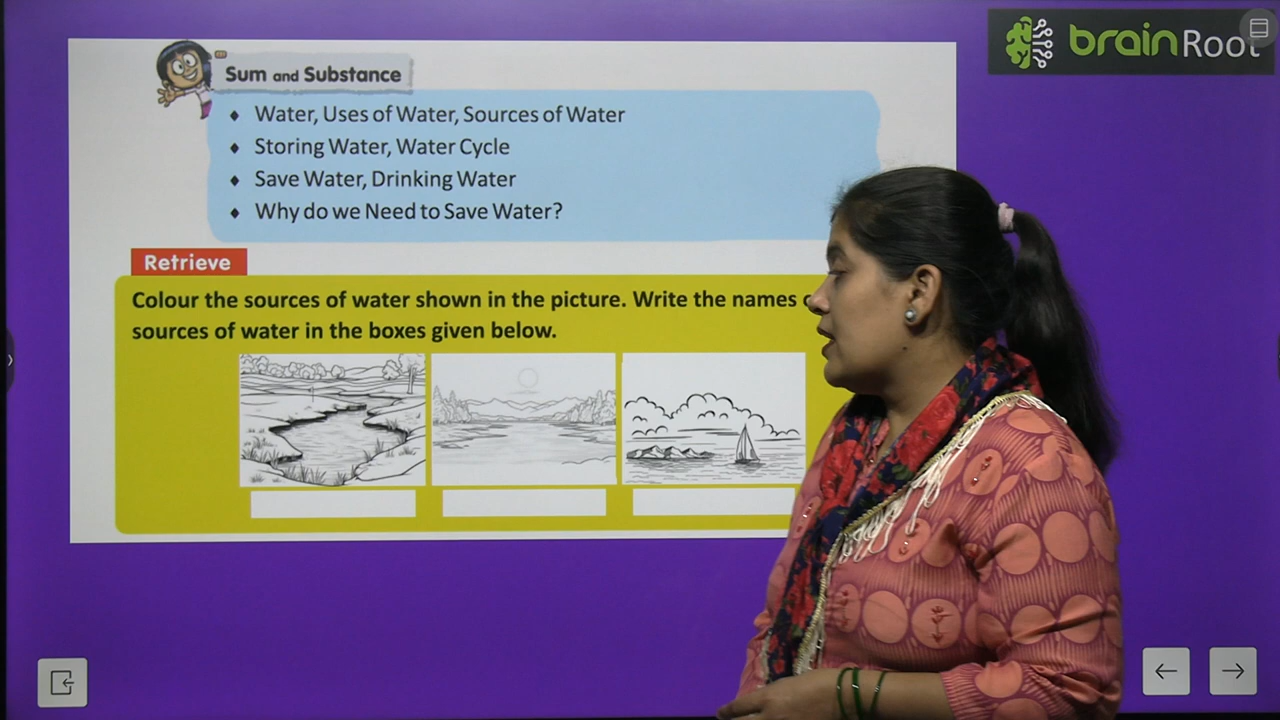 brainRoot
Sum and Substance
Water, Uses of Water, Sources of Water
Storing Water, Water Cycle
Save Water, Drinking Water
Why do we Need to Save Water?
Retrieve
Colour the sources of water shown in the picture. Write the names
sources of water in the boxes given below.